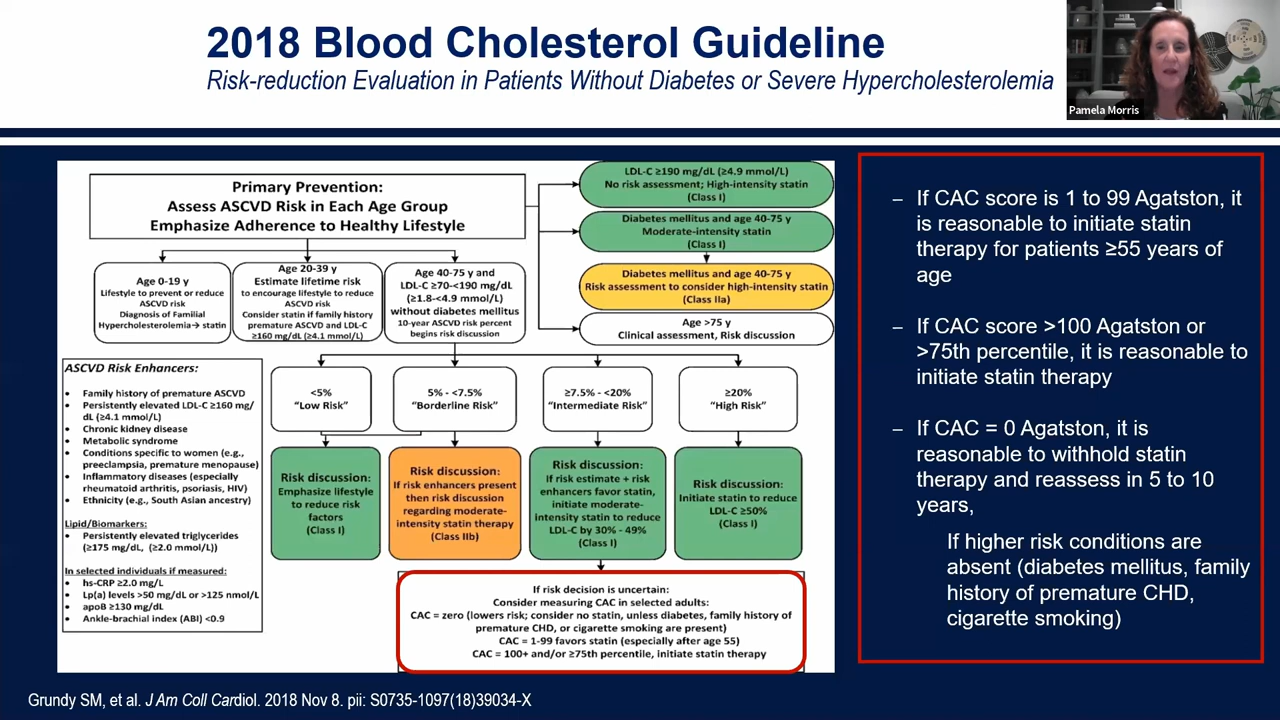 2018 Blood Cholesterol Guideline
Risk-reduction Evaluation in Patients Without Diabetes or Severe Hypercholesterolemia
Pamela Morris
Primary Prevention:
Assess ASCVD Risk in Each Age Group
Emphasize Adherence to Healthy Lifestyle
LDL-C ≥190 mg/dL (≥4.9 mmol/L)
No risk assessment; High-intensity statin
(Class I)
Diabetes mellitus and age 40-75 y
Moderate-intensity statin
(Class I)
Diabetes mellitus and age 40-75 y
Risk assessment to consider high-intensity statin
(Class IIa)
Age >75 y
Clinical assessment, Risk discussion
Age 0-19 y
Lifestyle to prevent or reduce
ASCVD risk
Diagnosis of Familial
Hypercholesterolemia→ statin
Age 20-39 y
Estimate lifetime risk
to encourage lifestyle to reduce
ASCVD risk
Consider statin if family history
premature ASCVD and LDL-C
≥160 mg/dL (≥4.1 mmol/L)
Age 40-75 y and
LDL-C ≥70-<190 mg/dL
(≥1.8-<4.9 mmol/L)
without diabetes mellitus
10-year ASCVD risk percent
begins risk discussion
ASCVD Risk Enhancers:
• Family history of premature ASCVD
• Persistently elevated LDL-C ≥160 mg/
dL (≥4.1 mmol/L)
• Chronic kidney disease
• Metabolic syndrome
• Conditions specific to women (e.g.,
preeclampsia, premature menopause)
• Inflammatory diseases (especially
rheumatoid arthritis, psoriasis, HIV)
• Ethnicity (e.g., South Asian ancestry)
Lipid/Biomarkers:
• Persistently elevated triglycerides
(≥175 mg/dL, (≥2.0 mmol/L))
In selected individuals if measured:
• hs-CRP ≥2.0 mg/L
• Lp(a) levels >50 mg/dL or >125 nmol/L
• apoB ≥130 mg/dL
• Ankle-brachial index (ABI) <0.9
<5%
"Low Risk"
5% - <7.5%
"Borderline Risk"
≥7.5% - <20%
"Intermediate Risk"
≥20%
"High Risk"
Risk discussion:
Emphasize lifestyle
to reduce risk
factors
(Class I)
Risk discussion:
If risk enhancers present
then risk discussion
regarding moderate-
intensity statin therapy
(Class IIb)
Risk discussion:
If risk estimate + risk
enhancers favor statin,
initiate moderate-
intensity statin to reduce
LDL-C by 30% - 49%
(Class I)
Risk discussion:
Initiate statin to reduce
LDL-C ≥50%
(Class I)
If risk decision is uncertain:
Consider measuring CAC in selected adults:
CAC = zero (lowers risk; consider no statin, unless diabetes, family history of
premature CHD, or cigarette smoking are present)
CAC = 1-99 favors statin (especially after age 55)
CAC = 100+ and/or ≥75th percentile, initiate statin therapy
– If CAC score is 1 to 99 Agatston, it
is reasonable to initiate statin
therapy for patients ≥55 years of
age
– If CAC score >100 Agatston or
>75th percentile, it is reasonable to
initiate statin therapy
– If CAC = 0 Agatston, it is
reasonable to withhold statin
therapy and reassess in 5 to 10
years,
If higher risk conditions are
absent (diabetes mellitus, family
history of premature CHD,
cigarette smoking)
Grundy SM, et al. J Am Coll Cardiol. 2018 Nov 8. pii: S0735-1097(18)39034-X